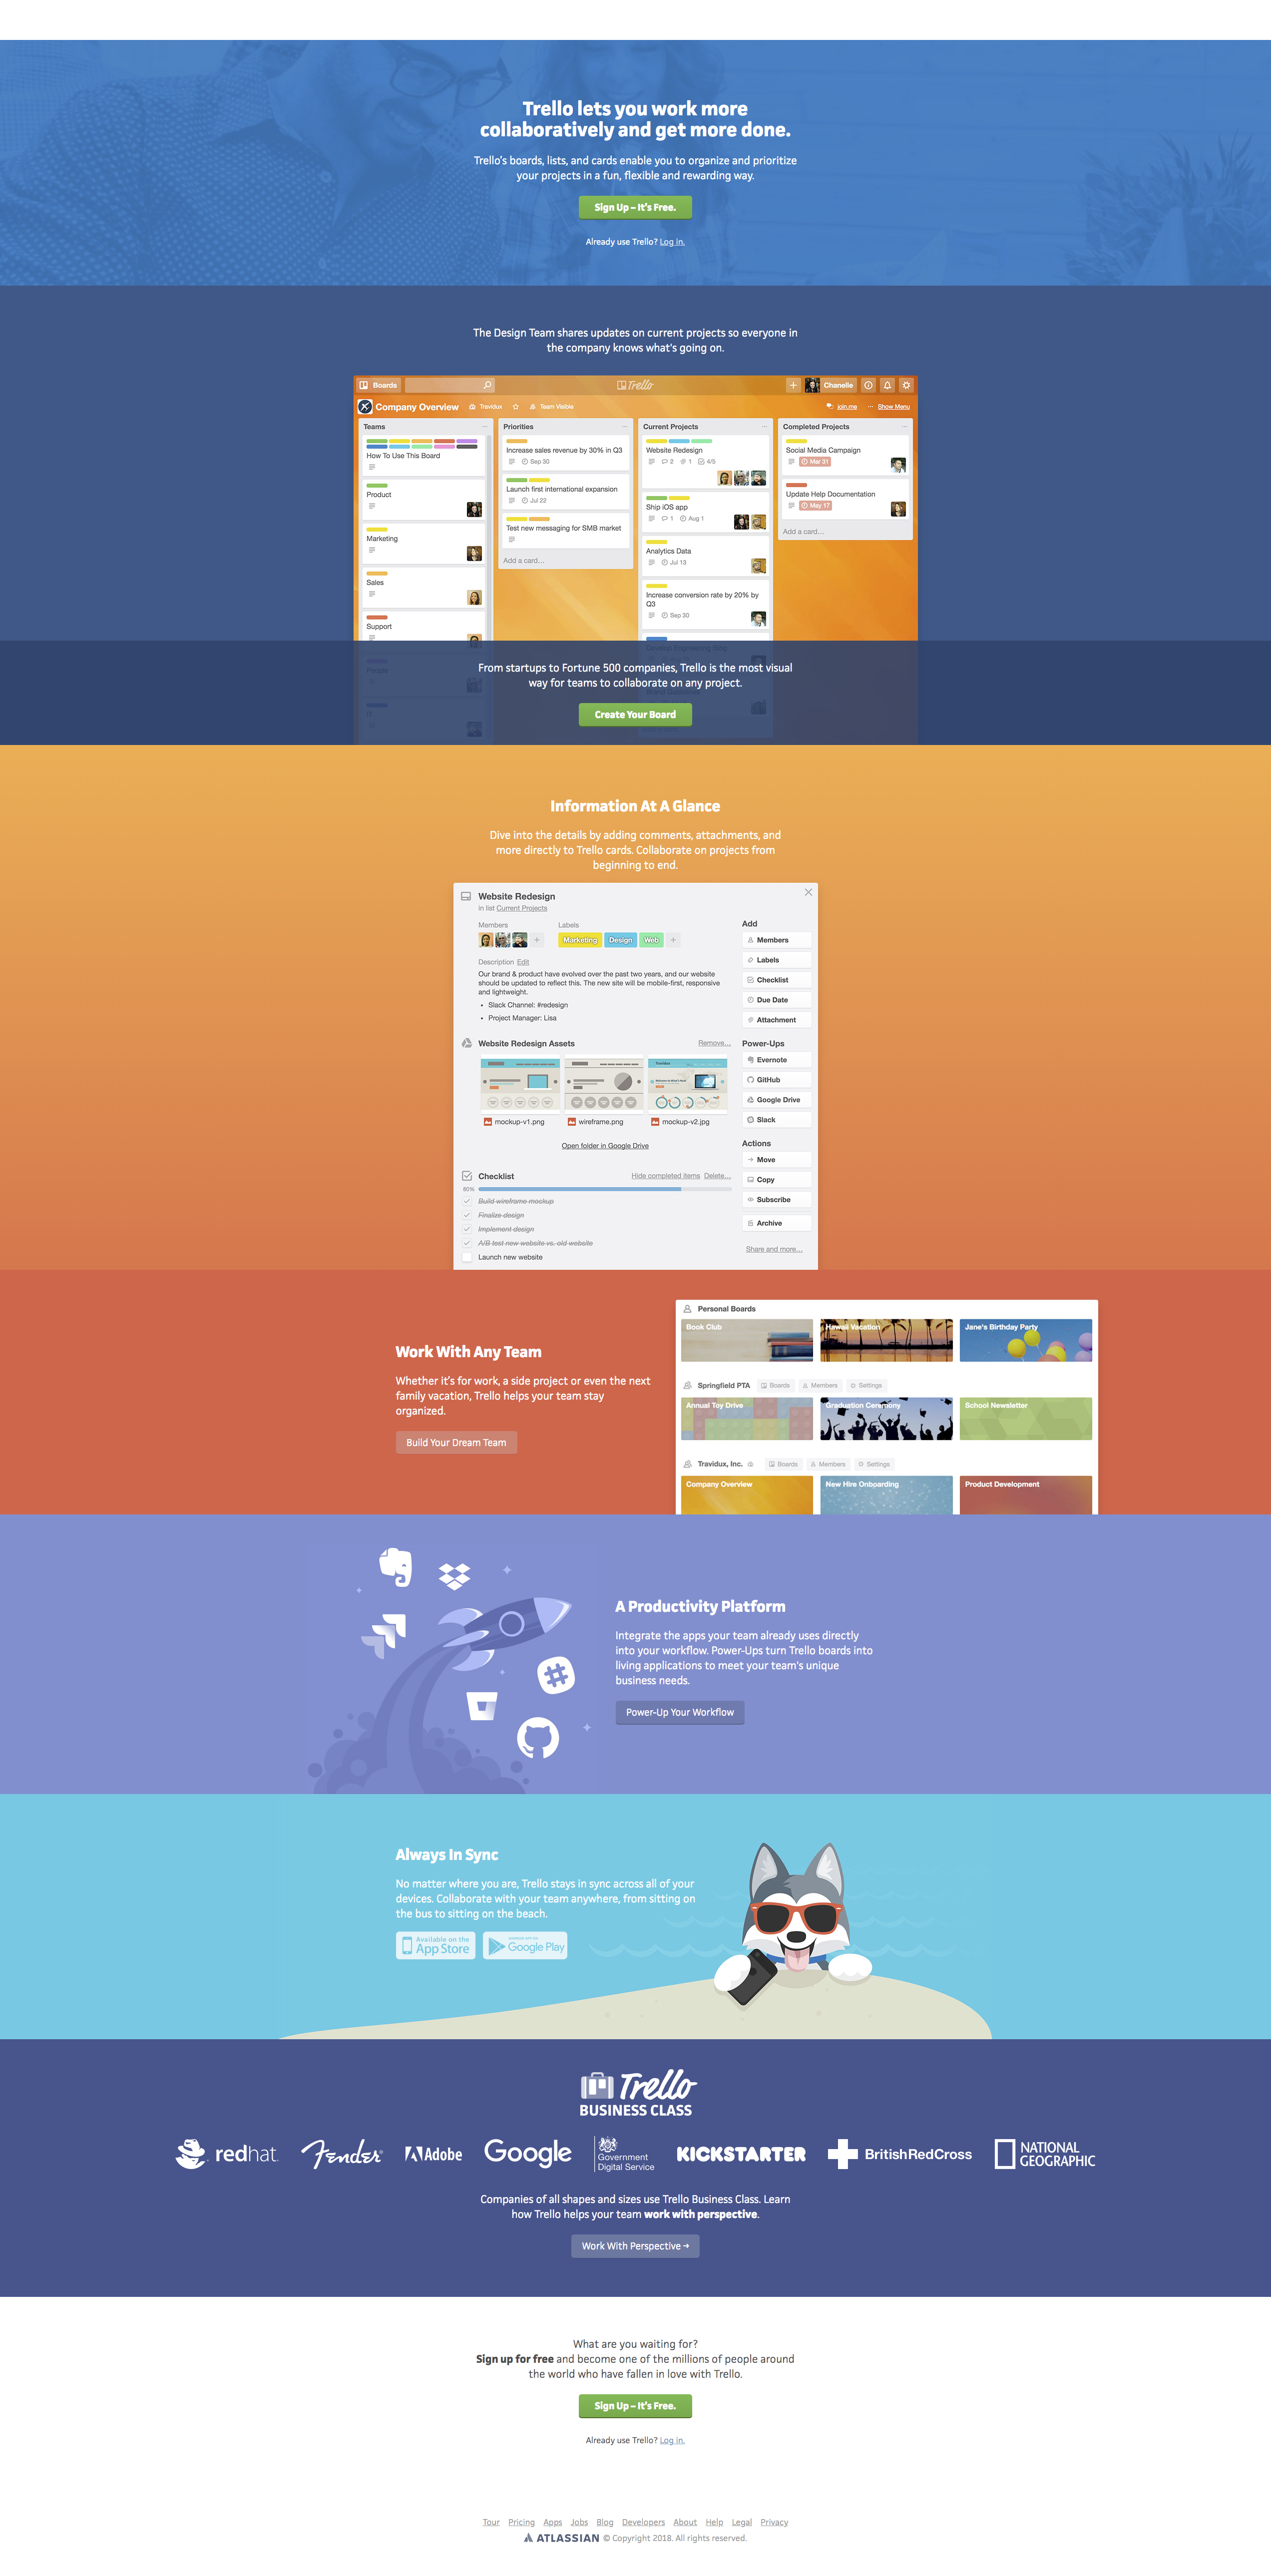 Trello lets you work more
collaboratively and get more done.
Trello's boards, lists, and cards enable you to organize and prioritize
your projects in a fun, flexible and rewarding way.
Sign Up – It's Free.
Already use Trello? Log in.
The Design Team shares updates on current projects so everyone in
the company knows what's going on.
Boards
Trello
Chanelle
Company Overview
Travidux
Team Visible
join.me
Show Menu
Teams
How To Use This Board
Product
Marketing
Sales
Support
People
IT
Priorities
Increase sales revenue by 30% in Q3
Sep 30
Launch first international expansion
Jul 22
Test new messaging for SMB market
Add a card...
Current Projects
Website Redesign
2 1 4/5
Ship iOS app
1 Aug 1
Analytics Data
Jul 13
Increase conversion rate by 20% by
Q3
Sep 30
Completed Projects
Social Media Campaign
Mar 31
Update Help Documentation
May 17
Add a card...
From startups to Fortune 500 companies, Trello is the most visual
way for teams to collaborate on any project.
Create Your Board
Information At A Glance
Dive into the details by adding comments, attachments, and
more directly to Trello cards. Collaborate on projects from
beginning to end.
Website Redesign
in list Current Projects
Members
Labels
Marketing
Design
Web
Description Edit
Our brand & product have evolved over the past two years, and our website
should be updated to reflect this. The new site will be mobile-first, responsive
and lightweight.
• Slack Channel: #redesign
• Project Manager: Lisa
Website Redesign Assets
Remove...
mockup-v1.png
wireframe.png
mockup-v2.jpg
Open folder in Google Drive
Checklist
Hide completed items Delete...
80%
Build wireframe mockup
Finalize design
Implement design
A/B test new website vs. old website
Launch new website
Add
Members
Labels
Checklist
Due Date
Attachment
Power-Ups
Evernote
GitHub
Google Drive
Slack
Actions
Move
Copy
Subscribe
Archive
Share and more...
Work With Any Team
Whether it's for work, a side project or even the next
family vacation, Trello helps your team stay
organized.
Build Your Dream Team
Personal Boards
Book Club
Hawaii Vacation
Jane's Birthday Party
Springfield PTA
Boards
Members
Settings
Annual Toy Drive
Graduation Ceremony
School Newsletter
Travidux, Inc.
Boards
Members
Settings
Company Overview
New Hire Onboarding
Product Development
A Productivity Platform
Integrate the apps your team already uses directly
into your workflow. Power-Ups turn Trello boards into
living applications to meet your team's unique
business needs.
Power-Up Your Workflow
Always In Sync
No matter where you are, Trello stays in sync across all of your
devices. Collaborate with your team anywhere, from sitting on
the bus to sitting on the beach.
Available on the
App Store
Google Play
Trello
BUSINESS CLASS
redhat.
Fender
Adobe
Google
Government
Digital Service
KICKSTARTER
BritishRedCross
NATIONAL
GEOGRAPHIC
Companies of all shapes and sizes use Trello Business Class. Learn
how Trello helps your team work with perspective.
Work With Perspective →
What are you waiting for?
Sign up for free and become one of the millions of people around
the world who have fallen in love with Trello.
Sign Up – It's Free.
Already use Trello? Log in.
Tour Pricing Apps Jobs Blog Developers About Help Legal Privacy
ATLASSIAN © Copyright 2018. All rights reserved.